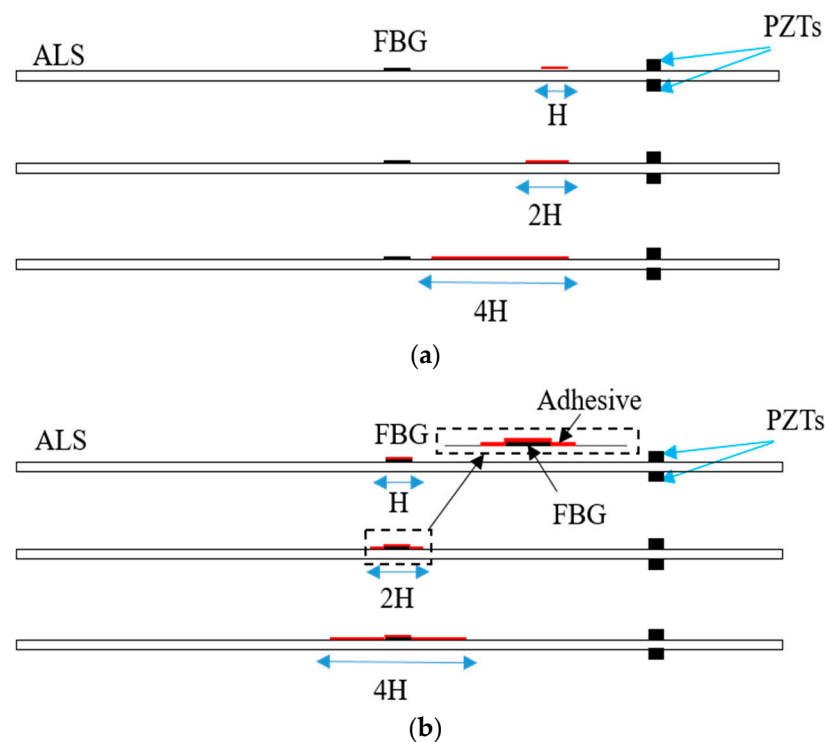 ALS
FBG
PZTs
H
2H
4H
(a)
ALS
FBG
Adhesive
FBG
PZTs
H
2H
4H
(b)